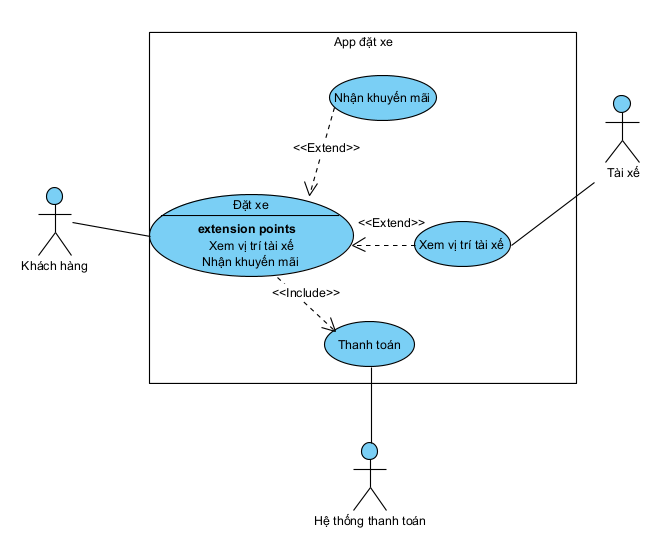 App đặt xe
Nhận khuyến mãi
<<Extend>>
Tài xế
Đặt xe
extension points
Xem vị trí tài xế
Nhận khuyến mãi
<<Extend>>
Xem vị trí tài xế
Khách hàng
<<Include>>
Thanh toán
Hệ thống thanh toán